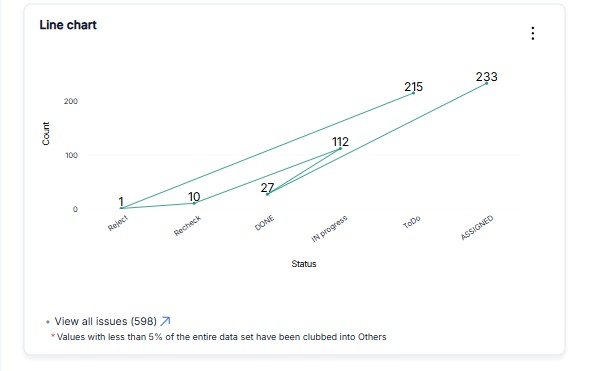 Line chart
233
215
200
Count
112
100
27
10
1
0
Reject
Recheck
DONE
IN progress
ToDo
ASSIGNED
Status
View all issues (598)
* Values with less than 5% of the entire data set have been clubbed into Others